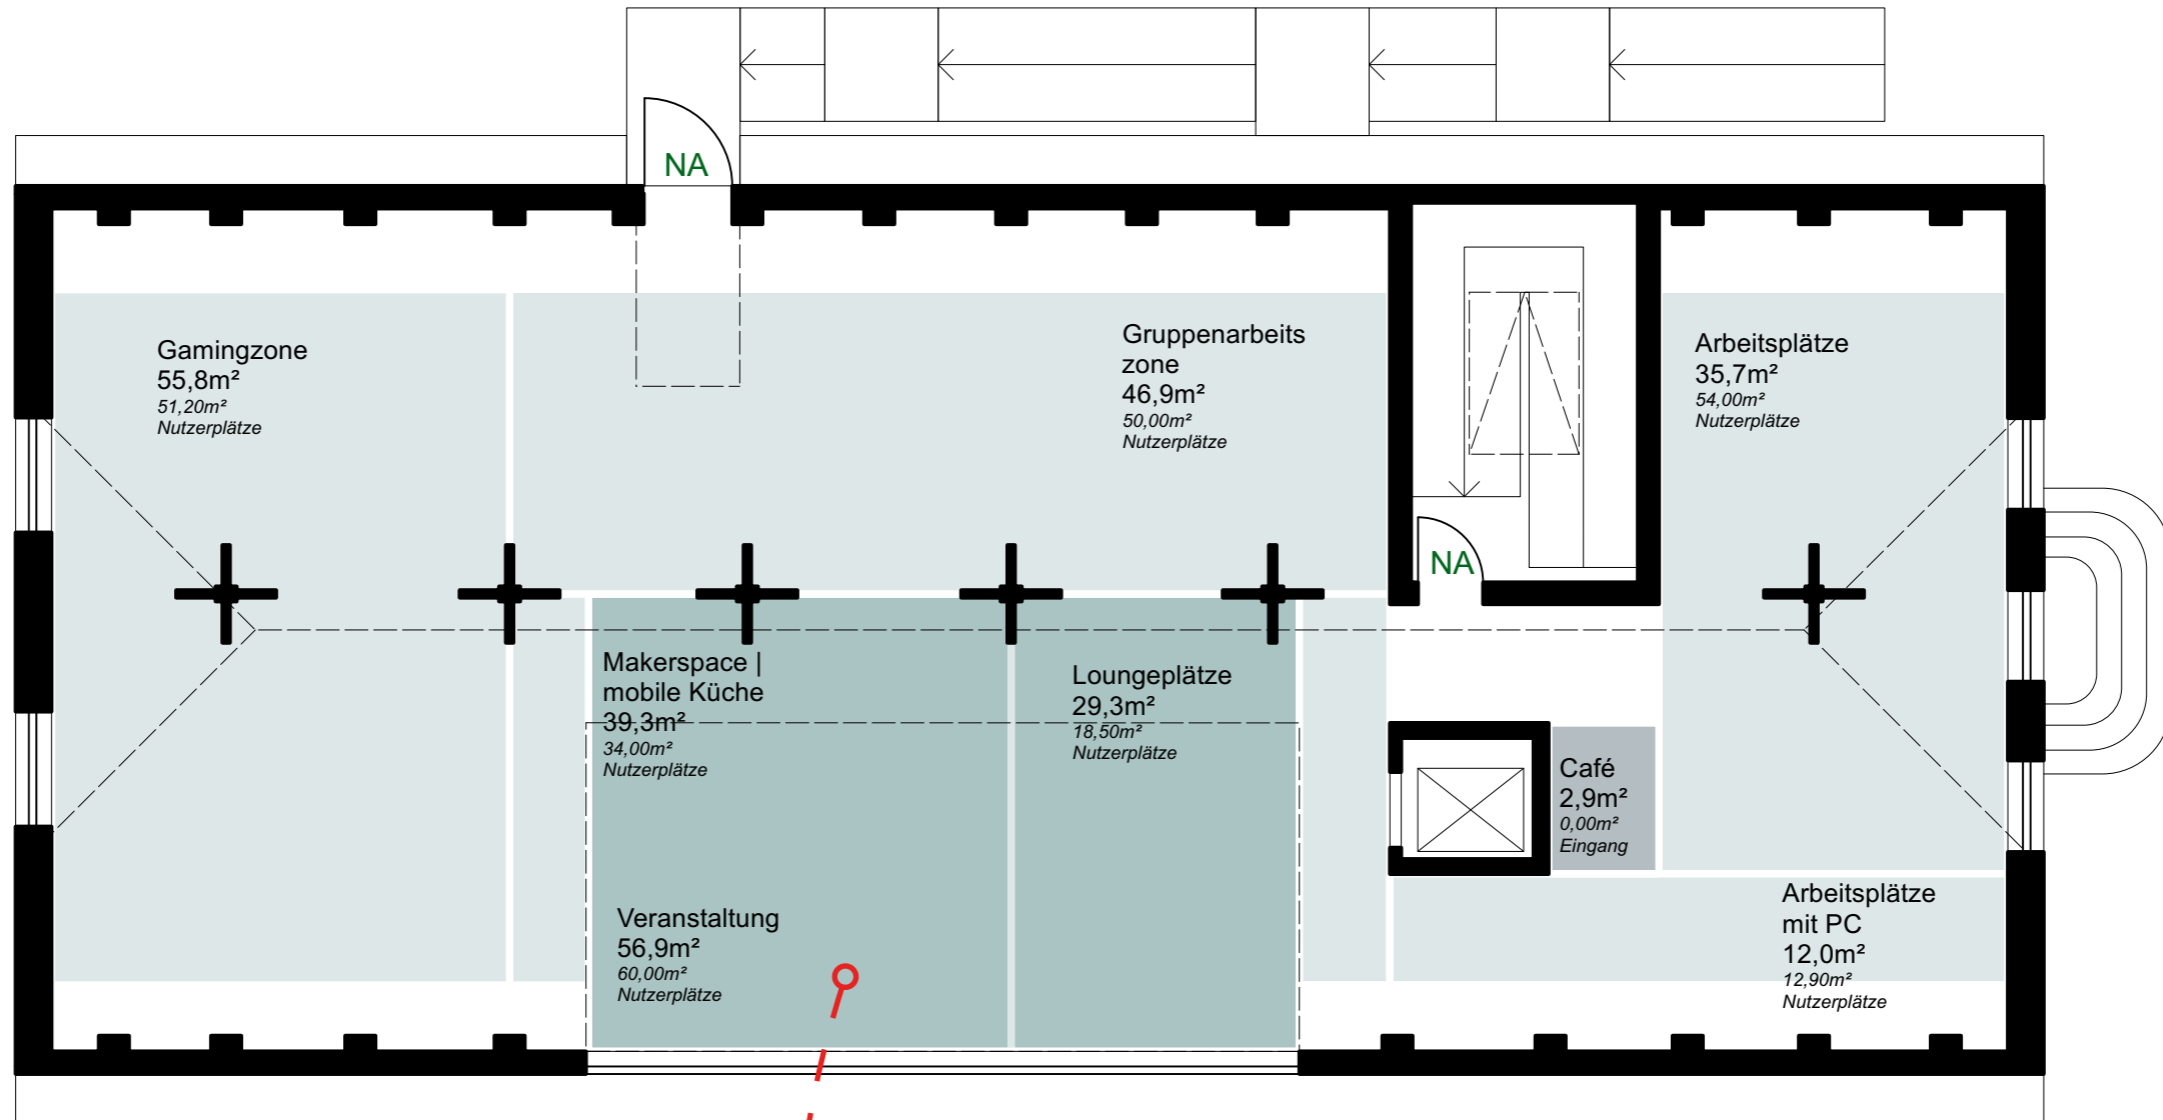 NA
Gamingzone
55,8m²
51,20m²
Nutzerplätze
Gruppenarbeits
zone
46,9m²
50,00m²
Nutzerplätze
Arbeitsplätze
35,7m²
54,00m²
Nutzerplätze
NA
Makerspace |
mobile Küche
39,3m²
34,00m²
Nutzerplätze
Loungeplätze
29,3m²
18,50m²
Nutzerplätze
Café
2,9m²
0,00m²
Eingang
Veranstaltung
56,9m²
60,00m²
Nutzerplätze
Arbeitsplätze
mit PC
12,0m²
12,90m²
Nutzerplätze